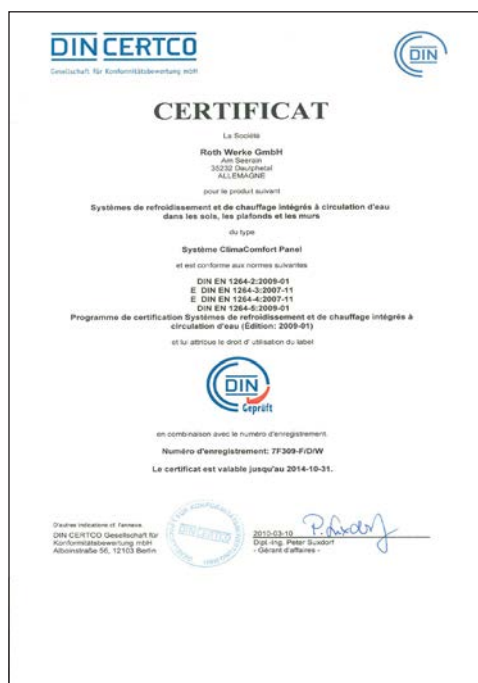 DIN CERTCO
Gesellschaft für Konformitätsbewertung mbH
DIN
CERTIFICAT
La Société
Roth Werke GmbH
Am Seerain
35232 Dautphetal
ALLEMAGNE
pour le produit suivant
Systèmes de refroidissement et de chauffage intégrés à circulation d'eau
dans les sols, les plafonds et les murs
du type
Système ClimaComfort Panel
et est conforme aux normes suivantes
DIN EN 1264-2:2009-01
E DIN EN 1264-3:2007-11
E DIN EN 1264-4:2007-11
DIN EN 1264-5:2009-01
Programme de certification Systèmes de refroidissement et de chauffage intégrés à
circulation d'eau (Édition: 2009-01)
et lui attribue le droit d' utilisation du label
DIN
Geprüft
en combinaison avec le numéro d'enregistrement.
Numéro d'enregistrement: 7F309-F/D/W
Le certificat est valable jusqu'au 2014-10-31.
D'autres indications cf. l'annexe.
DIN CERTCO Gesellschaft für
Konformitätsbewertung mbH
Alboinstraße 56, 12103 Berlin
2010-03-10
Dipl.-Ing. Peter Suxdorf
- Gérant d'affaires -